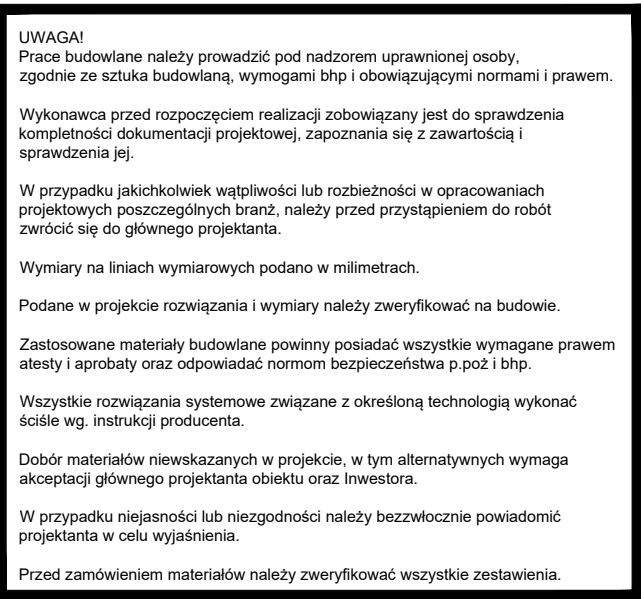 UWAGA!
Prace budowlane należy prowadzić pod nadzorem uprawnionej osoby,
zgodnie ze sztuka budowlaną, wymogami bhp i obowiązującymi normami i prawem.
Wykonawca przed rozpoczęciem realizacji zobowiązany jest do sprawdzenia
kompletności dokumentacji projektowej, zapoznania się z zawartością i
sprawdzenia jej.
W przypadku jakichkolwiek wątpliwości lub rozbieżności w opracowaniach
projektowych poszczególnych branż, należy przed przystąpieniem do robót
zwrócić się do głównego projektanta.
Wymiary na liniach wymiarowych podano w milimetrach.
Podane w projekcie rozwiązania i wymiary należy zweryfikować na budowie.
Zastosowane materiały budowlane powinny posiadać wszystkie wymagane prawem
atesty i aprobaty oraz odpowiadać normom bezpieczeństwa p.poż i bhp.
Wszystkie rozwiązania systemowe związane z określoną technologią wykonać
ściśle wg. instrukcji producenta.
Dobór materiałów niewskazanych w projekcie, w tym alternatywnych wymaga
akceptacji głównego projektanta obiektu oraz Inwestora.
W przypadku niejasności lub niezgodności należy bezzwłocznie powiadomić
projektanta w celu wyjaśnienia.
Przed zamówieniem materiałów należy zweryfikować wszystkie zestawienia.